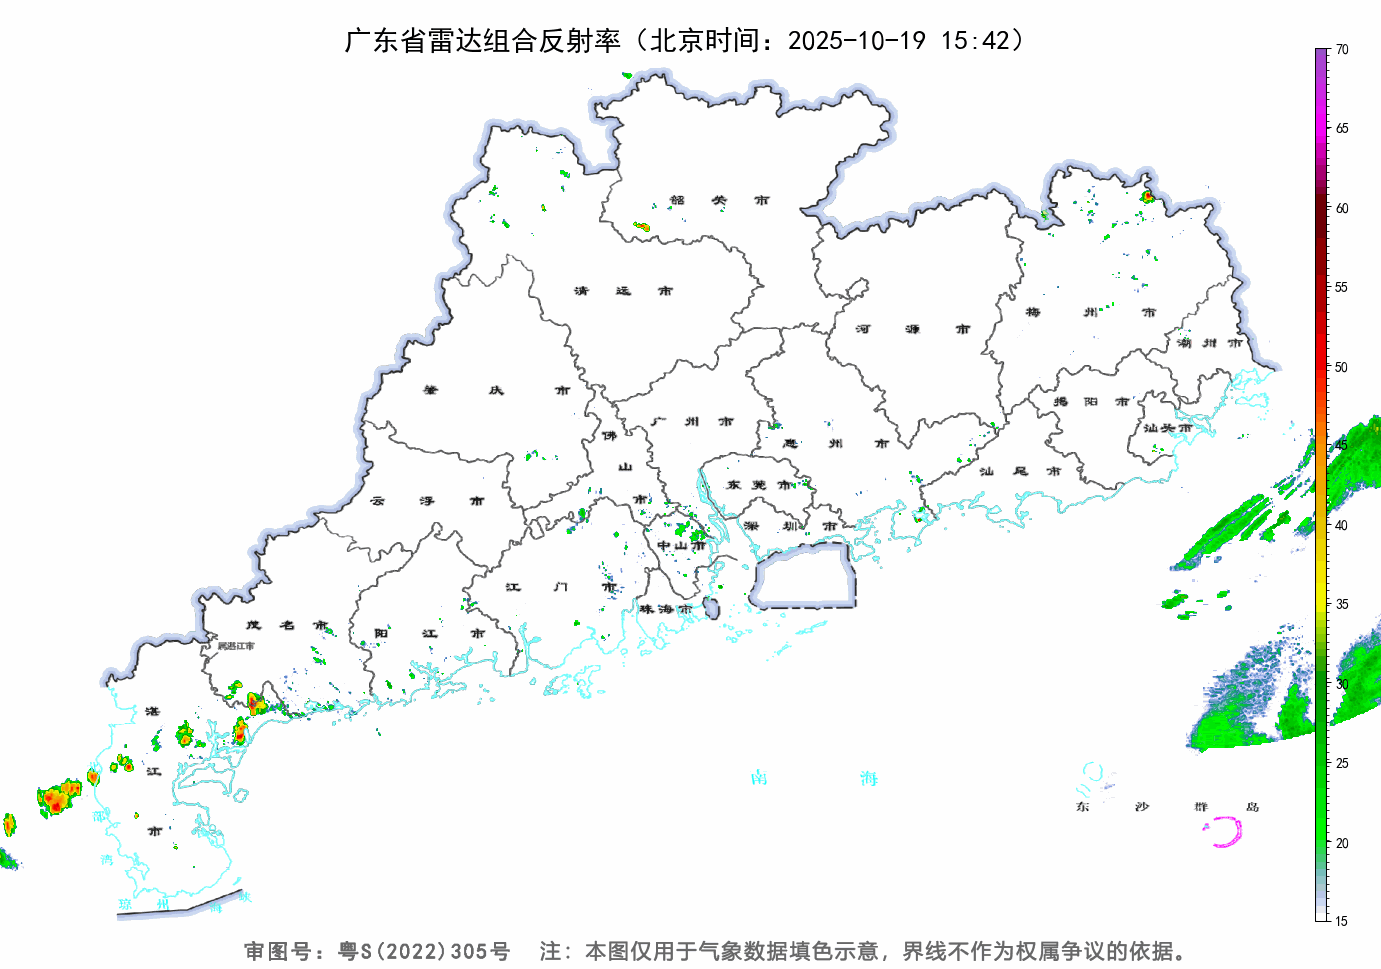 广东省雷达组合反射率（北京时间：2025-10-19 15:42）
70
65
60
55
50
45
40
35
30
25
20
15
韶关市
清远市
梅州市
河源市
潮州市
肇庆市
揭阳市
广州市
佛山市
惠州市
汕头市
汕尾市
云浮市
东莞市
深圳市
中山市
江门市
珠海市
茂名市
阳江市
属湛江市
湛江市
南海
东沙群岛
部湾
琼州海峡
审图号：粤S(2022)305号 注：本图仅用于气象数据填色示意，界线不作为权属争议的依据。